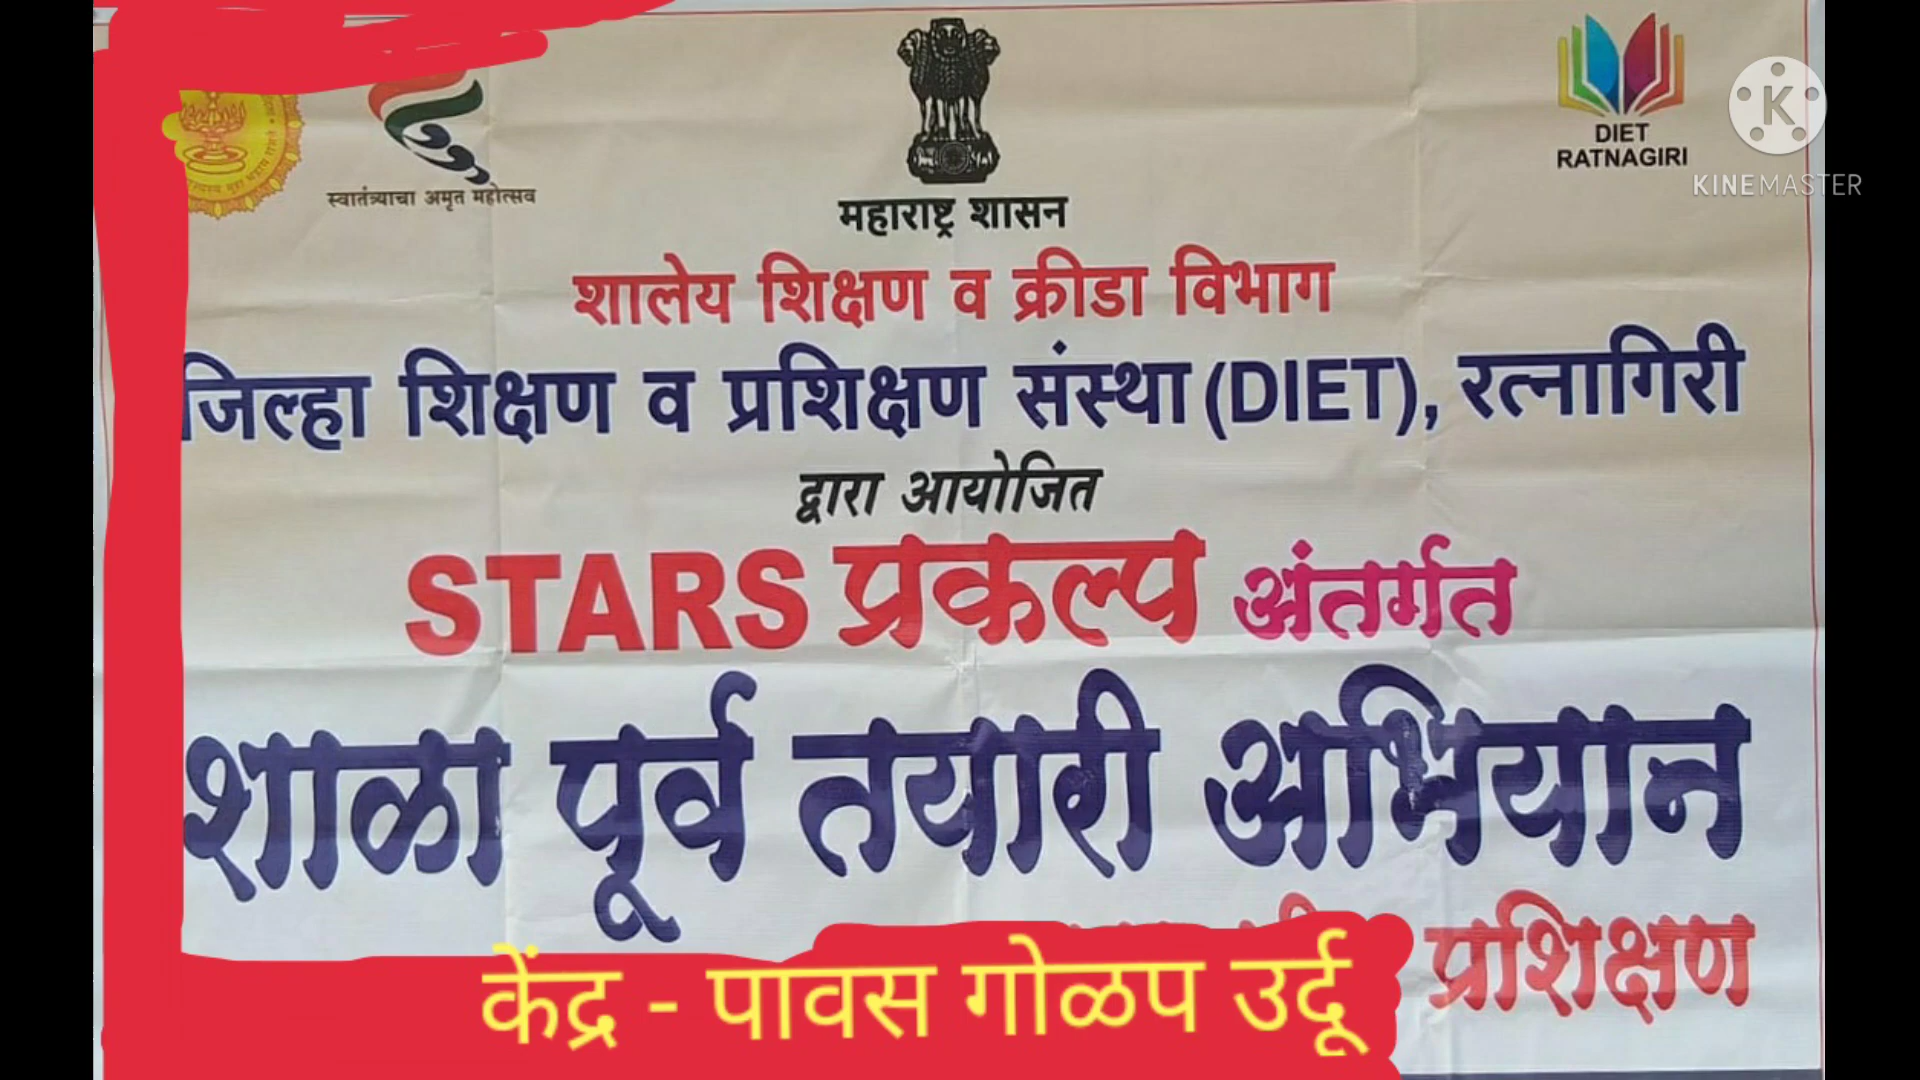 स्वातंत्र्याचा अमृत महोत्सव
महाराष्ट्र शासन
DIET
RATNAGIRI
KINEMASTER
शालेय शिक्षण व क्रीडा विभाग
जिल्हा शिक्षण व प्रशिक्षण संस्था (DIET), रत्नागिरी
द्वारा आयोजित
STARS प्रकल्प अंतर्गत
शाळा पूर्व तयारी अभियान
प्रशिक्षण
केंद्र - पावस गोळप उर्दू